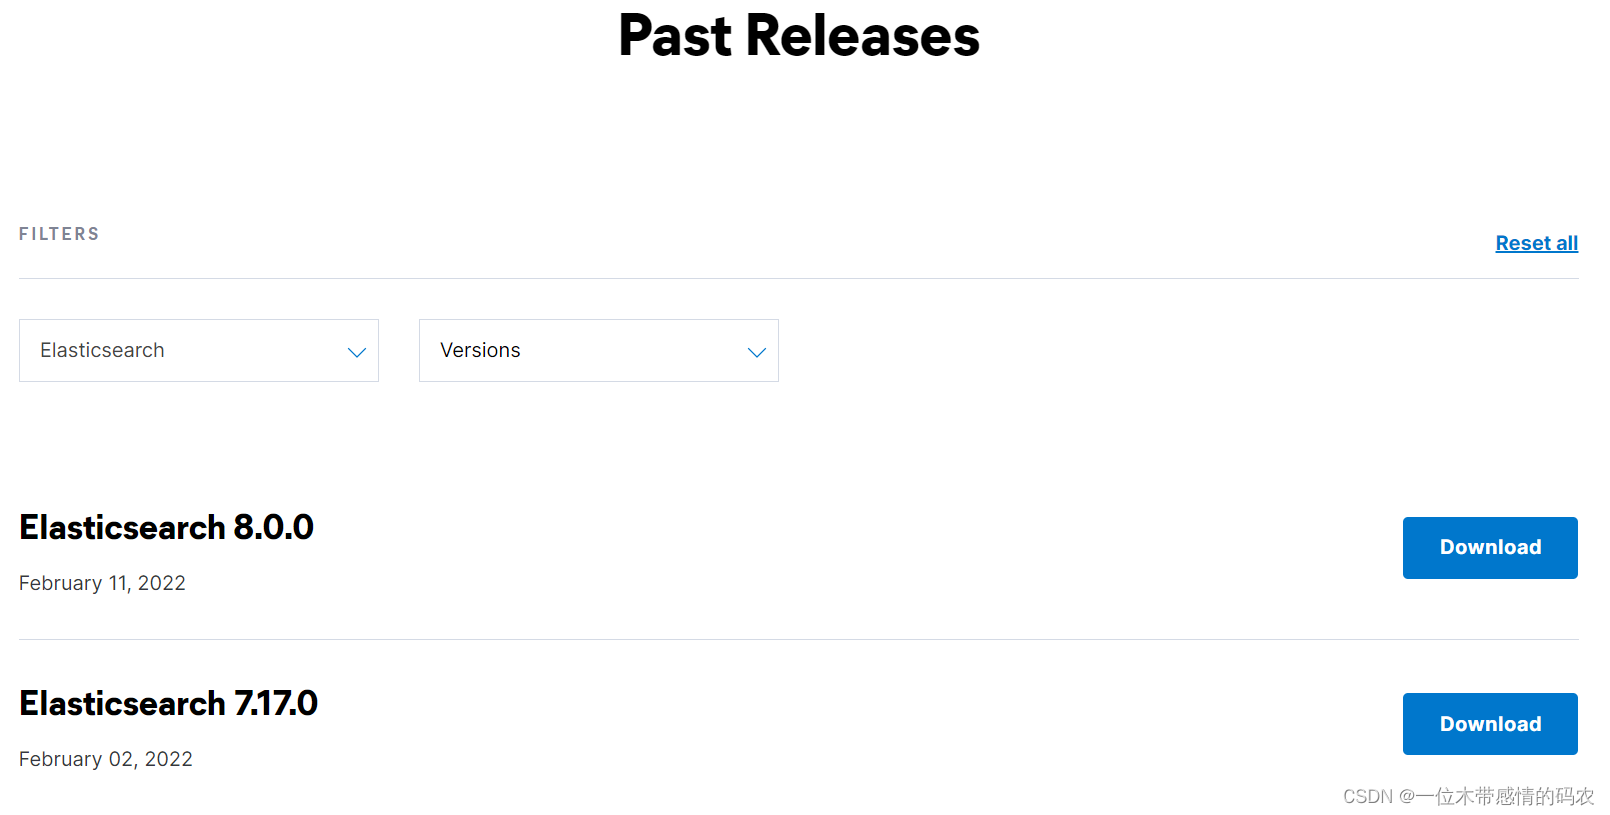 Past Releases
FILTERS
Reset all
Elasticsearch
Versions
Elasticsearch 8.0.0
Download
February 11, 2022
Elasticsearch 7.17.0
Download
February 02, 2022
CSDN @一位木带感情的码农